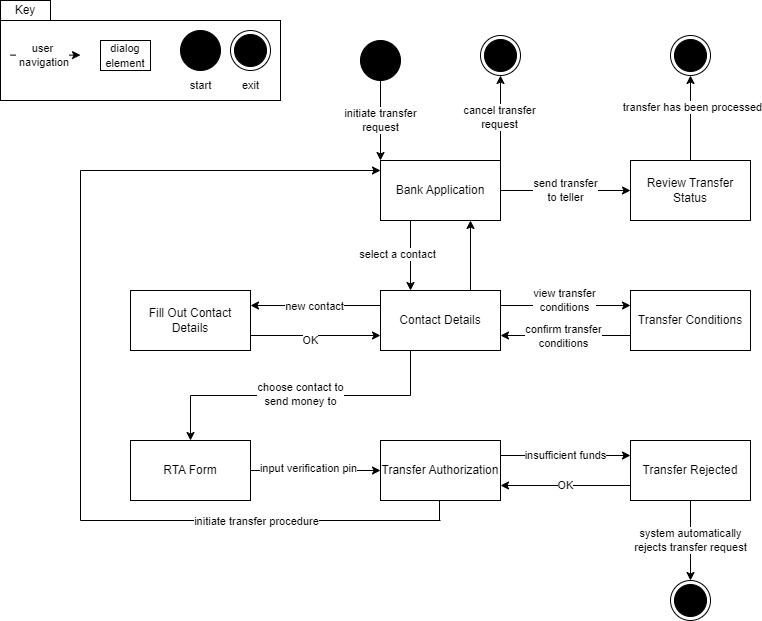 Key
user
navigation
dialog
element
start
exit
initiate transfer
request
cancel transfer
request
transfer has been processed
Bank Application
send transfer
to teller
Review Transfer
Status
select a contact
Fill Out Contact
Details
new contact
OK
Contact Details
view transfer
conditions
confirm transfer
conditions
Transfer Conditions
choose contact to
send money to
RTA Form
input verification pin
Transfer Authorization
insufficient funds
OK
Transfer Rejected
initiate transfer procedure
system automatically
rejects transfer request